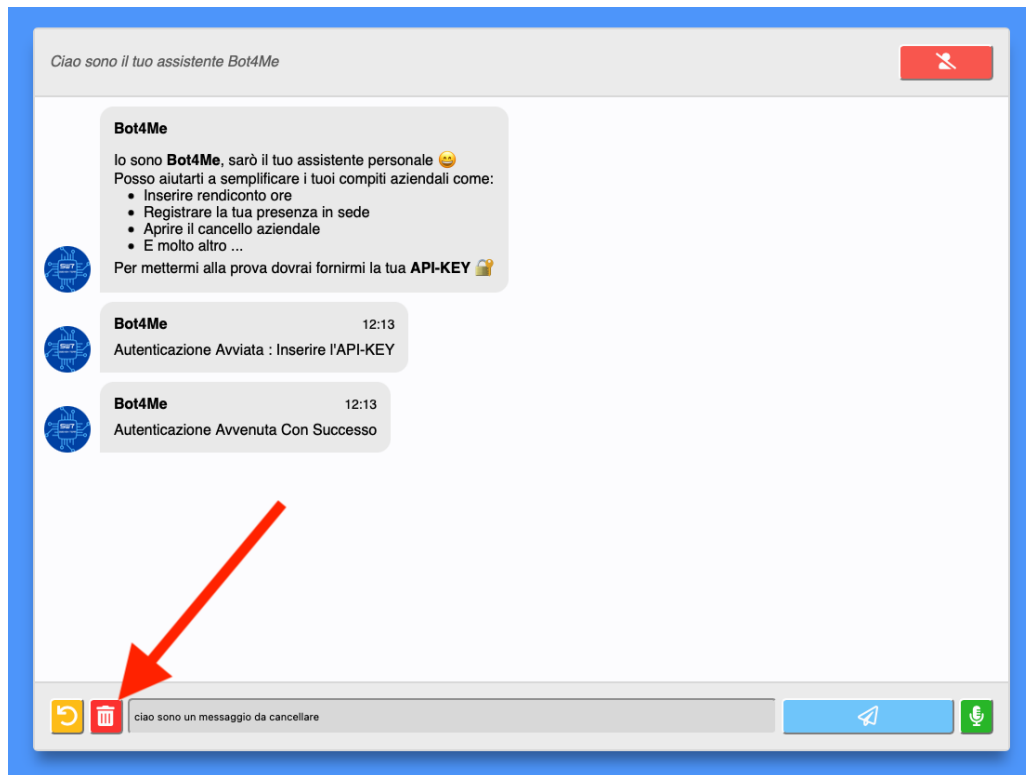 Ciao sono il tuo assistente Bot4Me
Bot4Me
Io sono Bot4Me, sarò il tuo assistente personale 😄
Posso aiutarti a semplificare i tuoi compiti aziendali come:
• Inserire rendiconto ore
• Registrare la tua presenza in sede
• Aprire il cancello aziendale
• E molto altro ...
Per mettermi alla prova dovrai fornirmi la tua API-KEY 🔐
Bot4Me 12:13
Autenticazione Avviata : Inserire l'API-KEY
Bot4Me 12:13
Autenticazione Avvenuta Con Successo
ciao sono un messaggio da cancellare